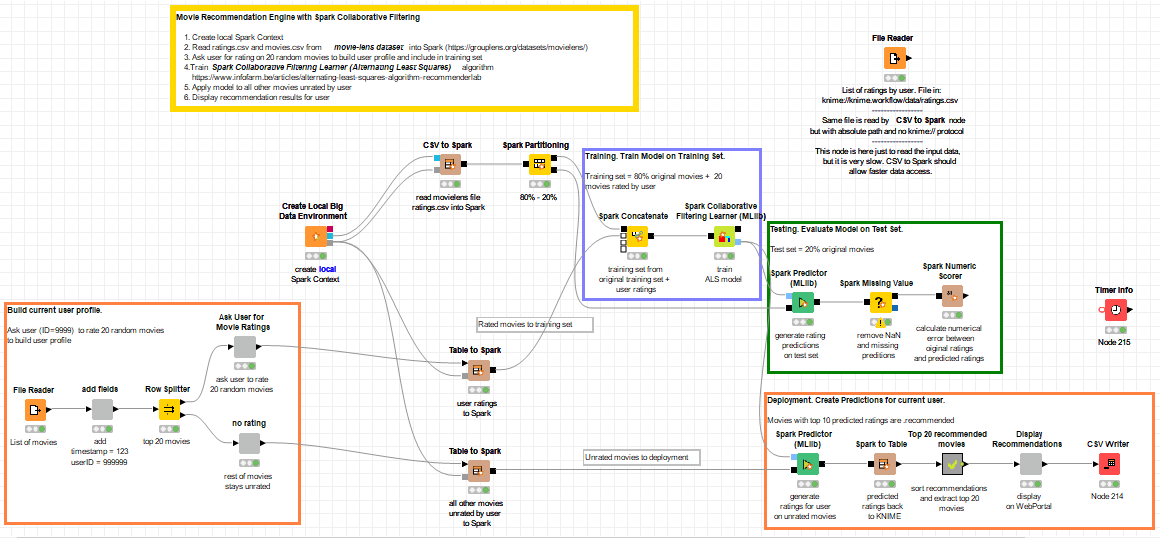 Movie Recommendation Engine with Spark Collaborative Filtering
1. Create local Spark Context
2. Read ratings.csv and movies.csv from movie-lens dataset into Spark (https://grouplens.org/datasets/movielens/)
3. Ask user for rating on 20 random movies to build user profile and include in training set
4.Train Spark Collaborative Filtering Learner (Alternating Least Squares) algorithm
https://www.infofarm.be/articles/alternating-least-squares-algorithm-recommenderlab
5. Apply model to all other movies unrated by user
6. Display recommendation results for user
File Reader
List of ratings by user. File in:
knime://knime.workflow/data/ratings.csv
-----------------
Same file is read by CSV to Spark node
but with absolute path and no knime:// protocol
-----------------
This node is here just to read the input data,
but it is very slow. CSV to Spark should
allow faster data access.
CSV to Spark
read movielens file
ratings.csv into Spark
Spark Partitioning
80% - 20%
Create Local Big
Data Environment
create local
Spark Context
Training. Train Model on Training Set.
Training set = 80% original movies + 20
movies rated by user
Spark Concatenate
training set from
original training set +
user ratings
Spark Collaborative
Filtering Learner (MLlib)
train
ALS model
Testing. Evaluate Model on Test Set.
Test set = 20% original movies
Spark Predictor
(MLlib)
generate rating
predictions
on test set
Spark Missing Value
remove NaN
and missing
preditions
Spark Numeric
Scorer
calculate numerical
error between
oiginal ratings
and predicted ratings
Timer Info
Node 215
Build current user profile.
Ask user (ID=9999) to rate 20 random movies
to build user profile
File Reader
List of movies
add fields
add
timestamp = 123
userID = 999999
Row Splitter
top 20 movies
Ask User for
Movie Ratings
ask user to rate
20 random movies
no rating
rest of movies
stays unrated
Rated movies to training set
Table to Spark
user ratings
to Spark
Table to Spark
all other movies
unrated by user
to Spark
Unrated movies to deployment
Deployment. Create Predictions for current user.
Movies with top 10 predicted ratings are .recommended
Spark Predictor
(MLlib)
generate
ratings for user
on unrated movies
Spark to Table
predicted
ratings back
to KNIME
Top 20 recommended
movies
sort recommendations
and extract top 20
movies
Display
Recommendations
display
on WebPortal
CSV Writer
Node 214